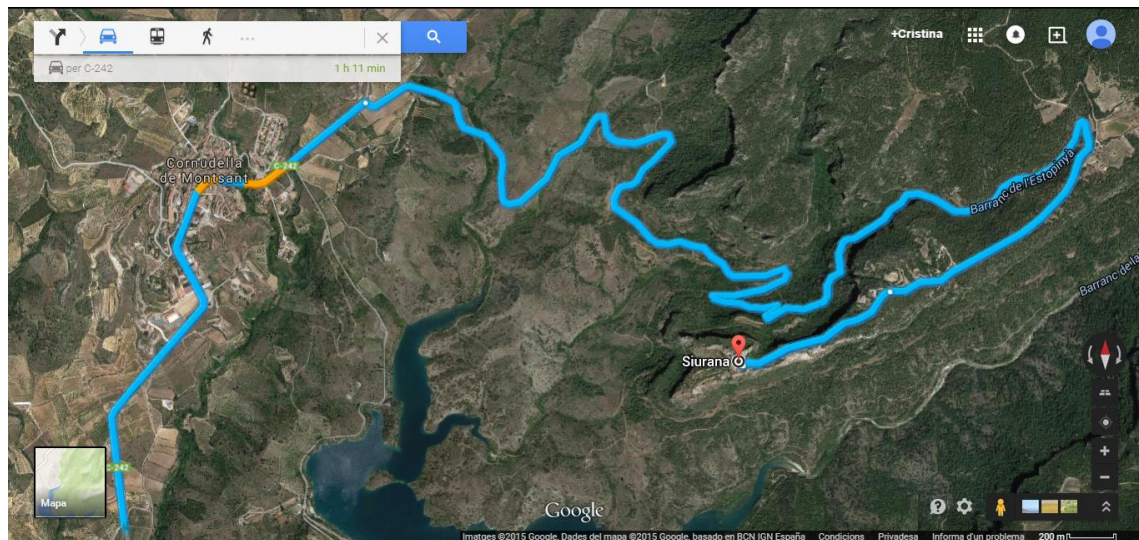 ...
per C-242
1 h 11 min
+Cristina
Cornudella
de Montsant
C-242
Barranc de l'Estopinyà
Barranc de la
Siurana
C-242
Mapa
Google
Imatges ©2015 Google, Dades del mapa ©2015 Google, basado en BCN IGN España Condicions Privadesa Informa d'un problema 200 m